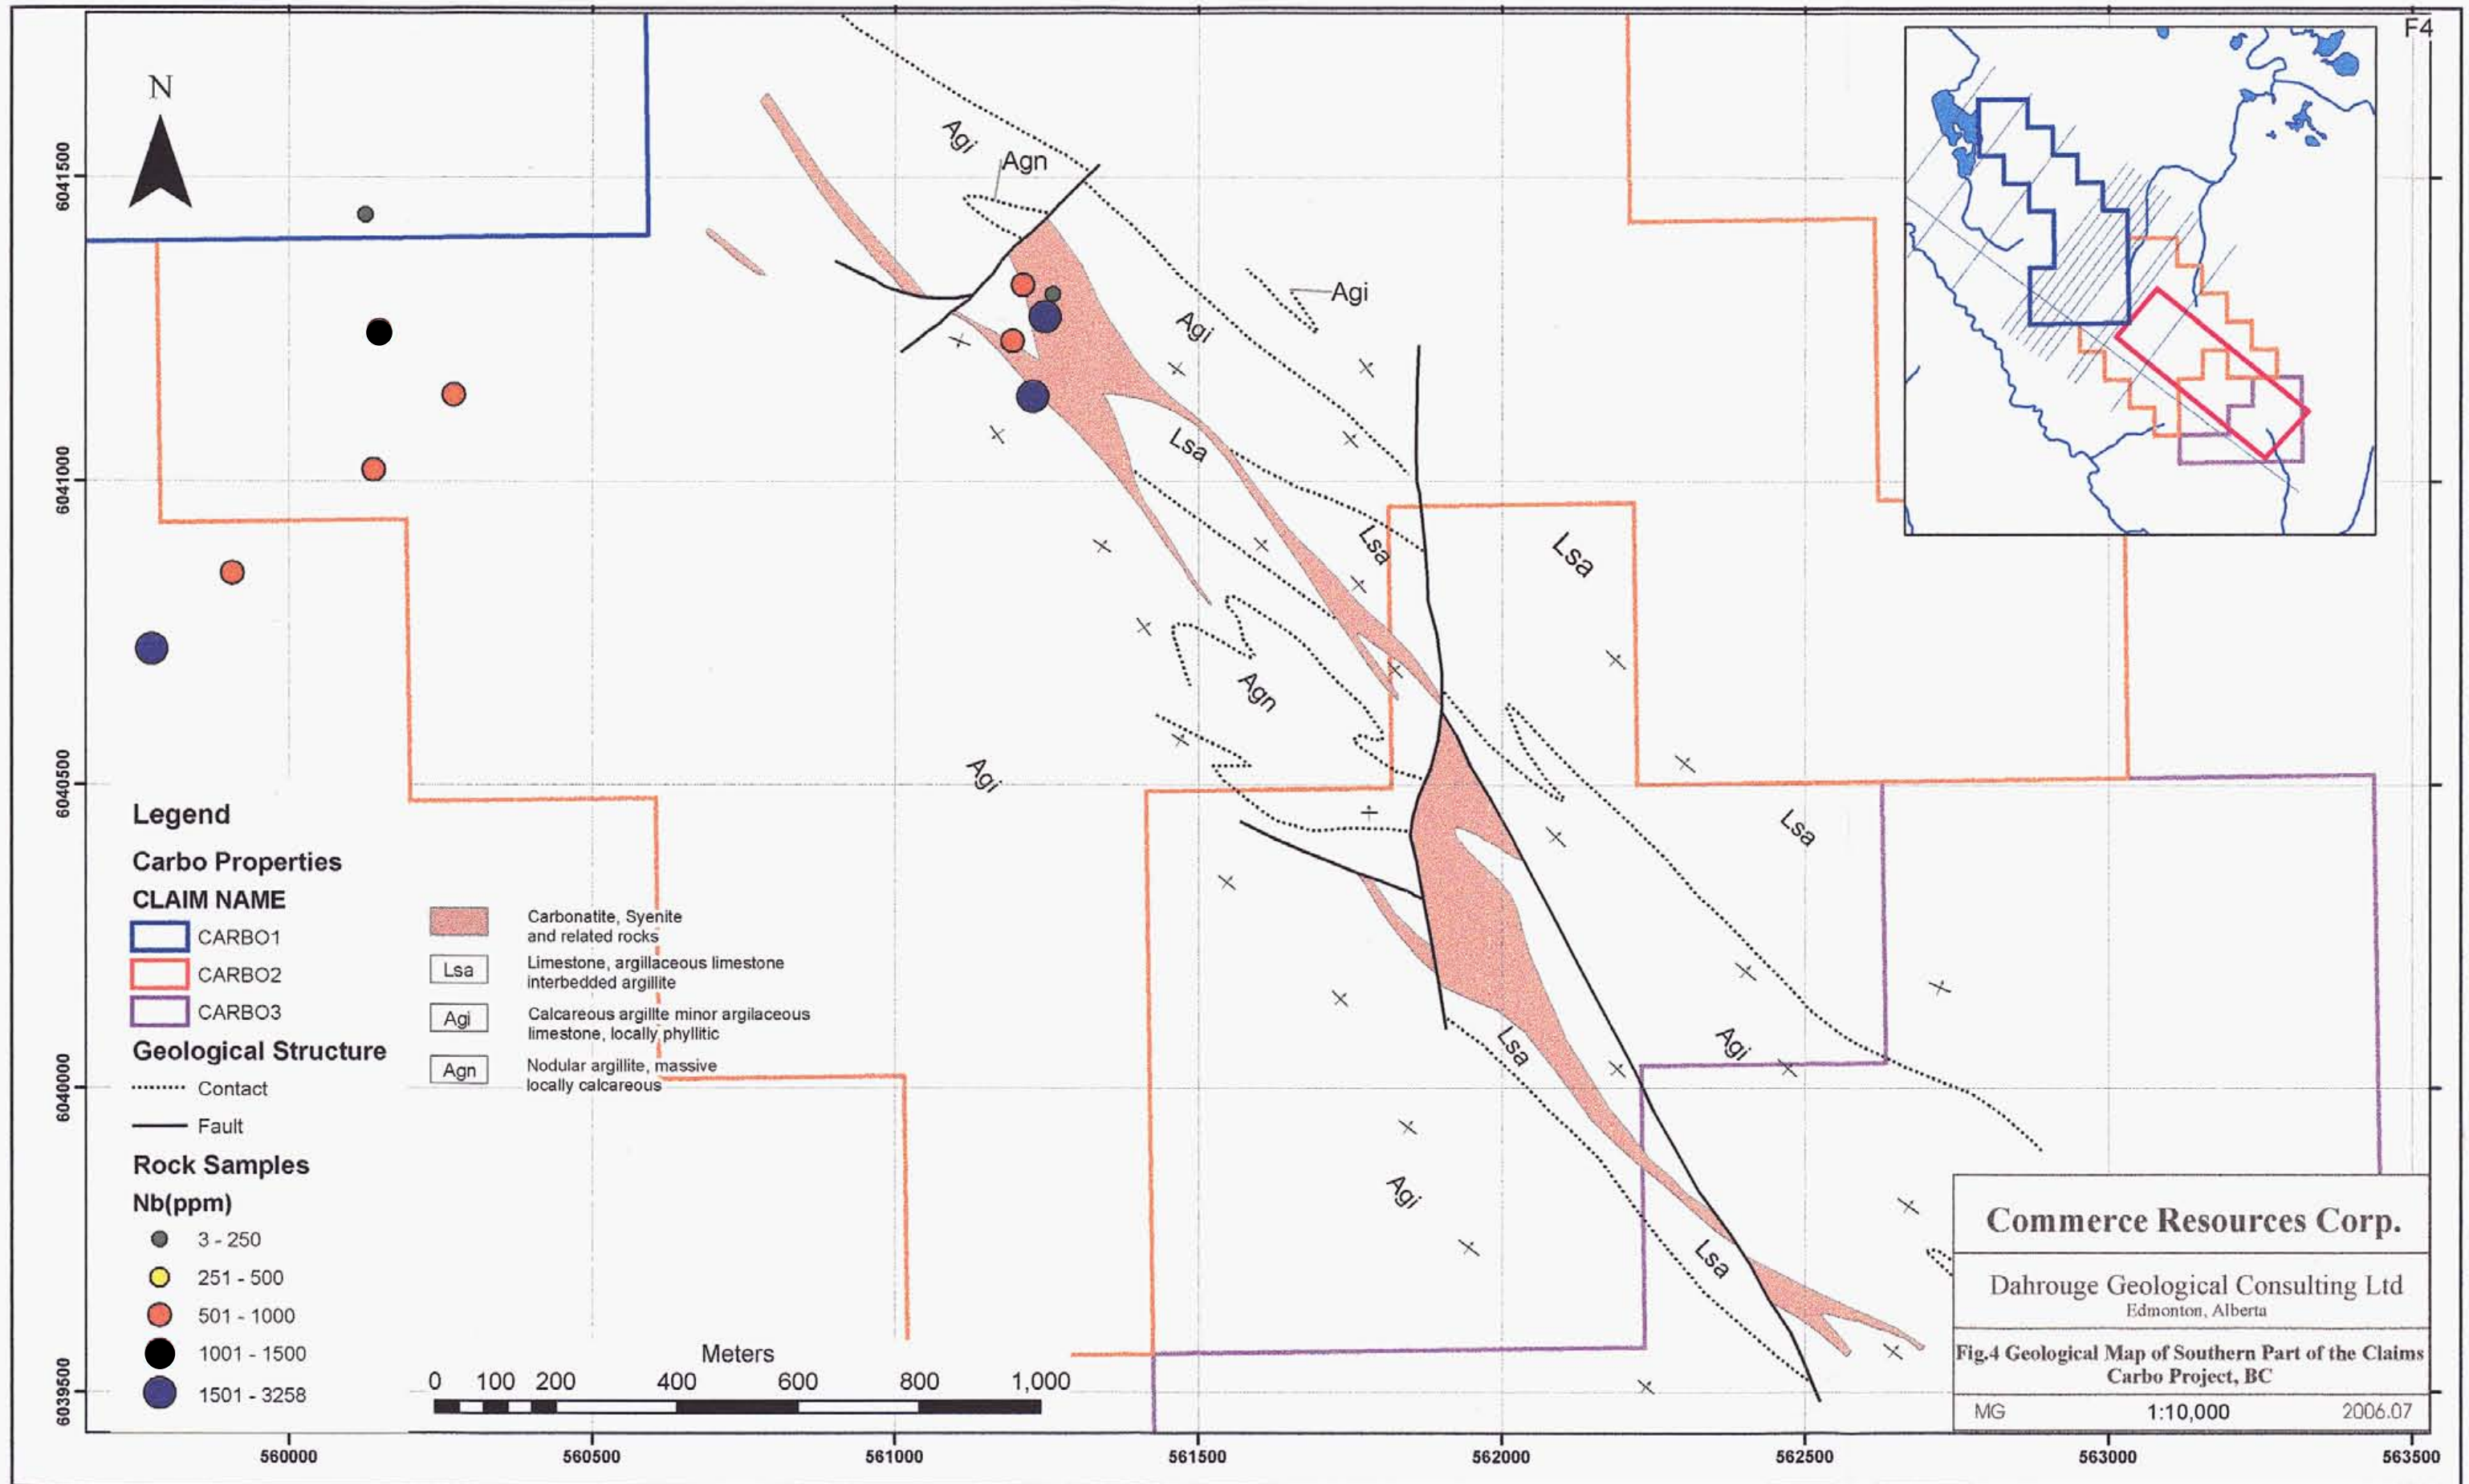 F4
N
6041500
6041000
6040500
6040000
6039500
Agi
Agn
Agi
Agi
Lsa
Lsa
Lsa
Agn
Agi
Lsa
Lsa
Agi
Agi
Lsa
Legend
Carbo Properties
CLAIM NAME
CARBO1
CARBO2
CARBO3
Geological Structure
Contact
Fault
Rock Samples
Nb(ppm)
3 - 250
251 - 500
501 - 1000
1001 - 1500
1501 - 3258
Carbonatite, Syenite
and related rocks
Lsa
Limestone, argillaceous limestone
interbedded argillite
Agi
Calcareous argillite minor argilaceous
limestone, locally phyllitic
Agn
Nodular argillite, massive
locally calcareous
Meters
0 100 200 400 600 800 1,000
Commerce Resources Corp.
Dahrouge Geological Consulting Ltd
Edmonton, Alberta
Fig.4 Geological Map of Southern Part of the Claims
Carbo Project, BC
MG 1:10,000 2006.07
560000 560500 561000 561500 562000 562500 563000 563500